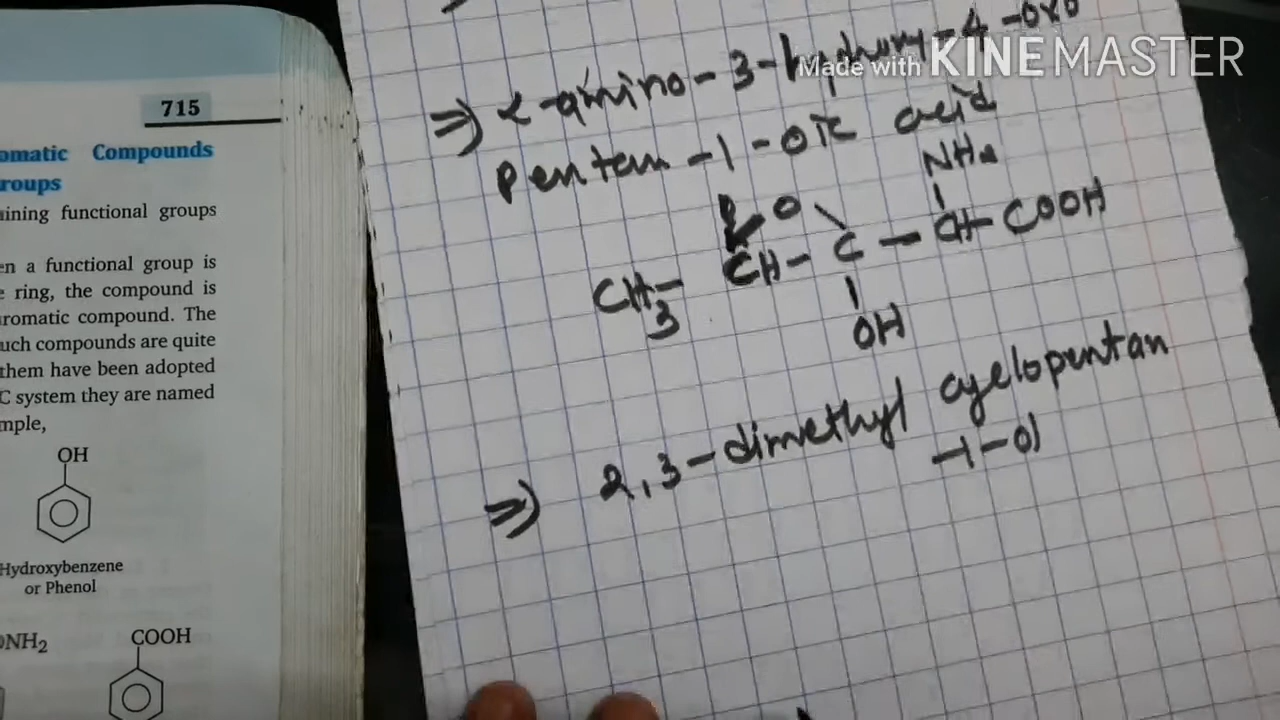 715
omatic Compounds
roups
ining functional groups
en a functional group is
e ring, the compound is
romatic compound. The
uch compounds are quite
them have been adopted
C system they are named
mple,
OH
Hydroxybenzene
or Phenol
NH₂
COOH
Made with KINEMASTER
⇒) 2-amino-3-hydroxy-4-oxo
pentan-1-oic acid
NH₂
O
CH₃ - CH - C - CH - COOH
OH
⇒) 2,3-dimethyl cyclopentan
-1-ol